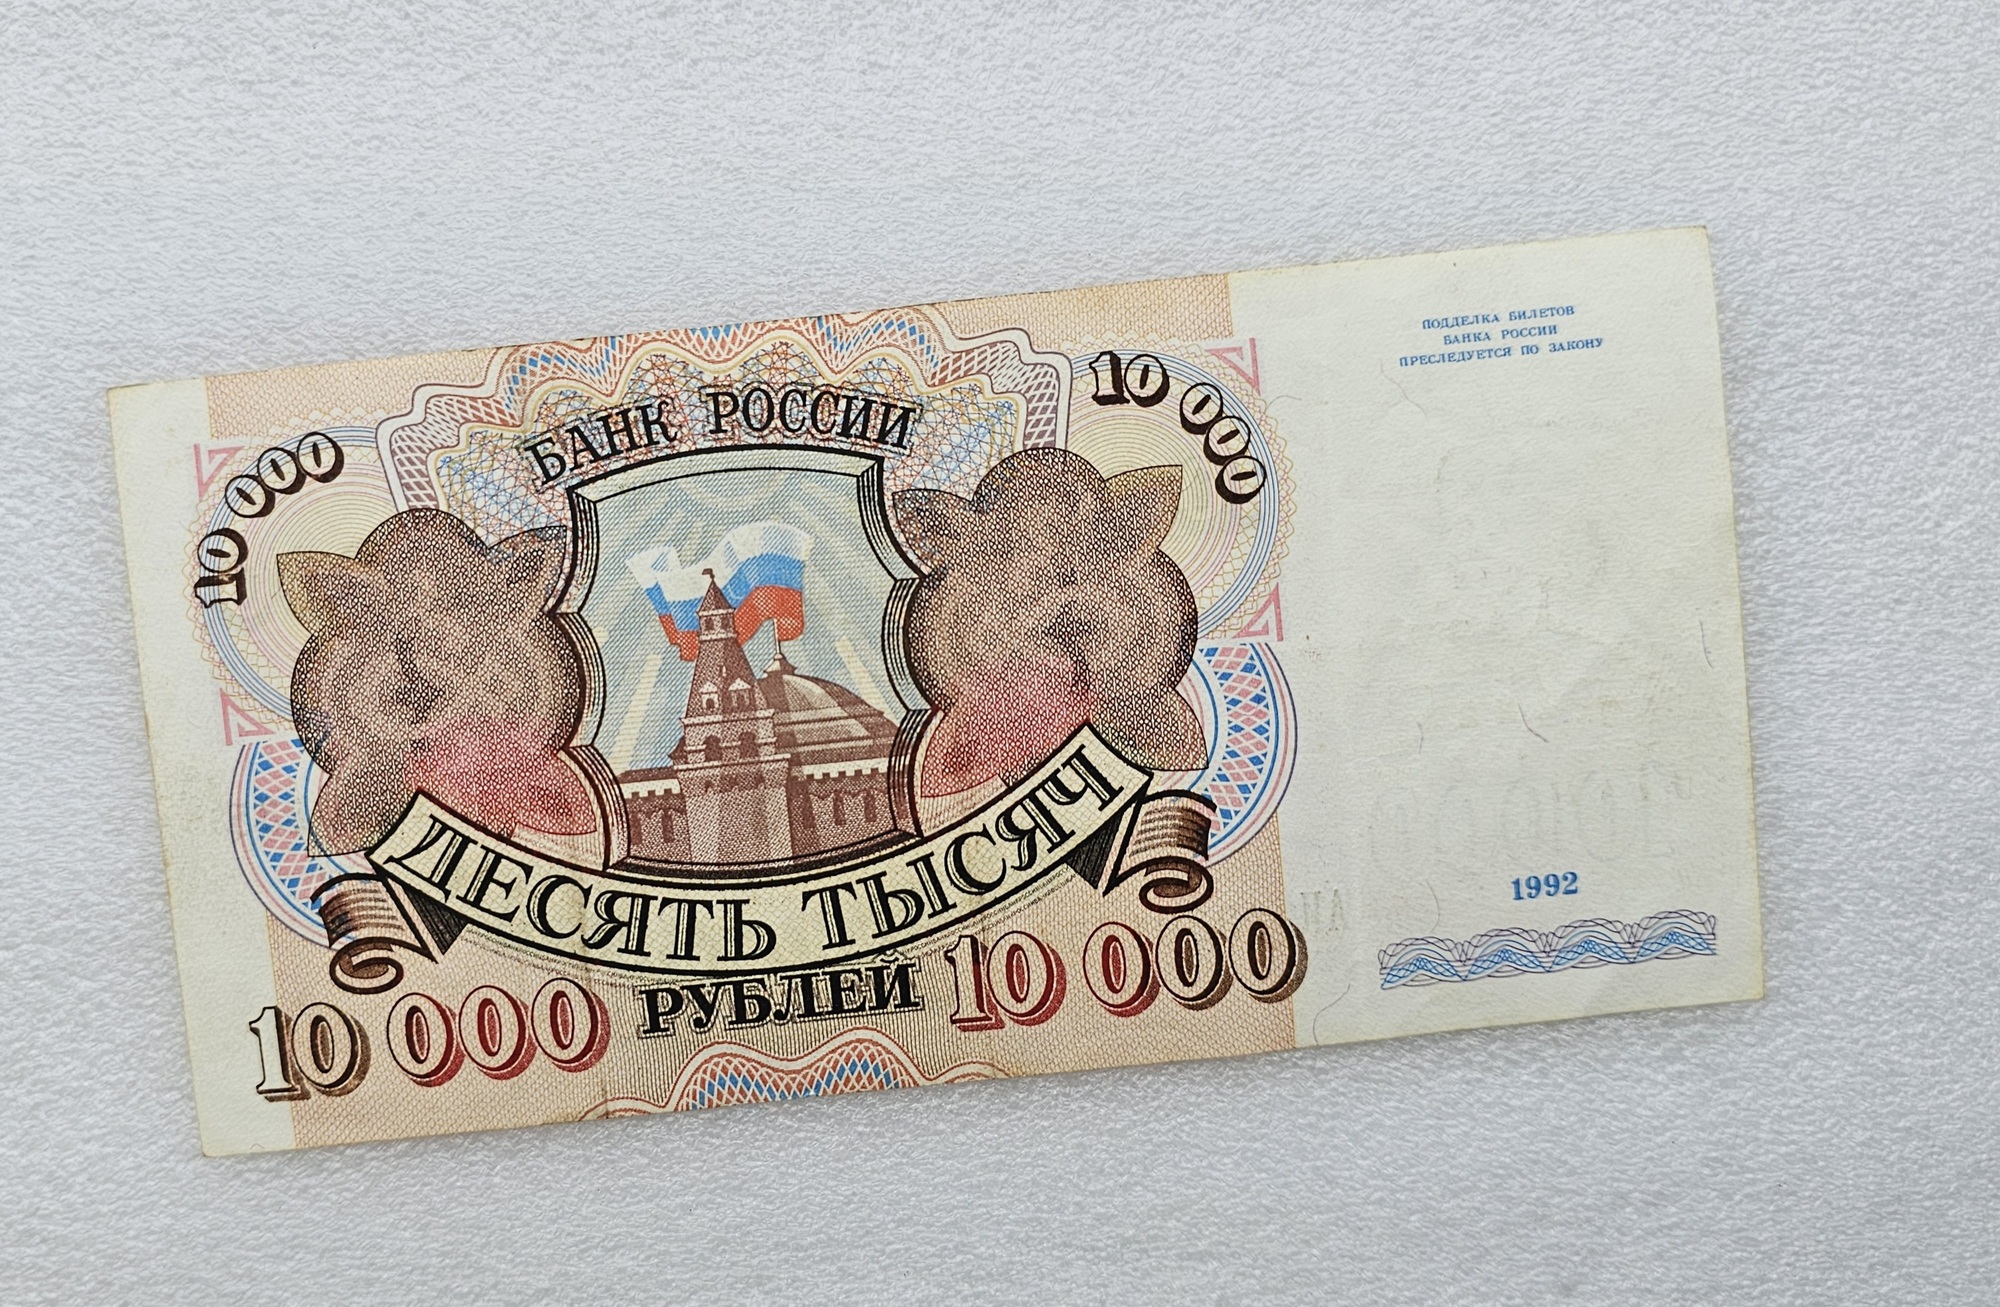 БАНК РОССИИ
10 000
10 000
ПОДДЕЛКА БИЛЕТОВ
БАНКА РОССИИ
ПРЕСЛЕДУЕТСЯ ПО ЗАКОНУ
ДЕСЯТЬ ТЫСЯЧ
РУБЛЕЙ
10 000
10 000
1992